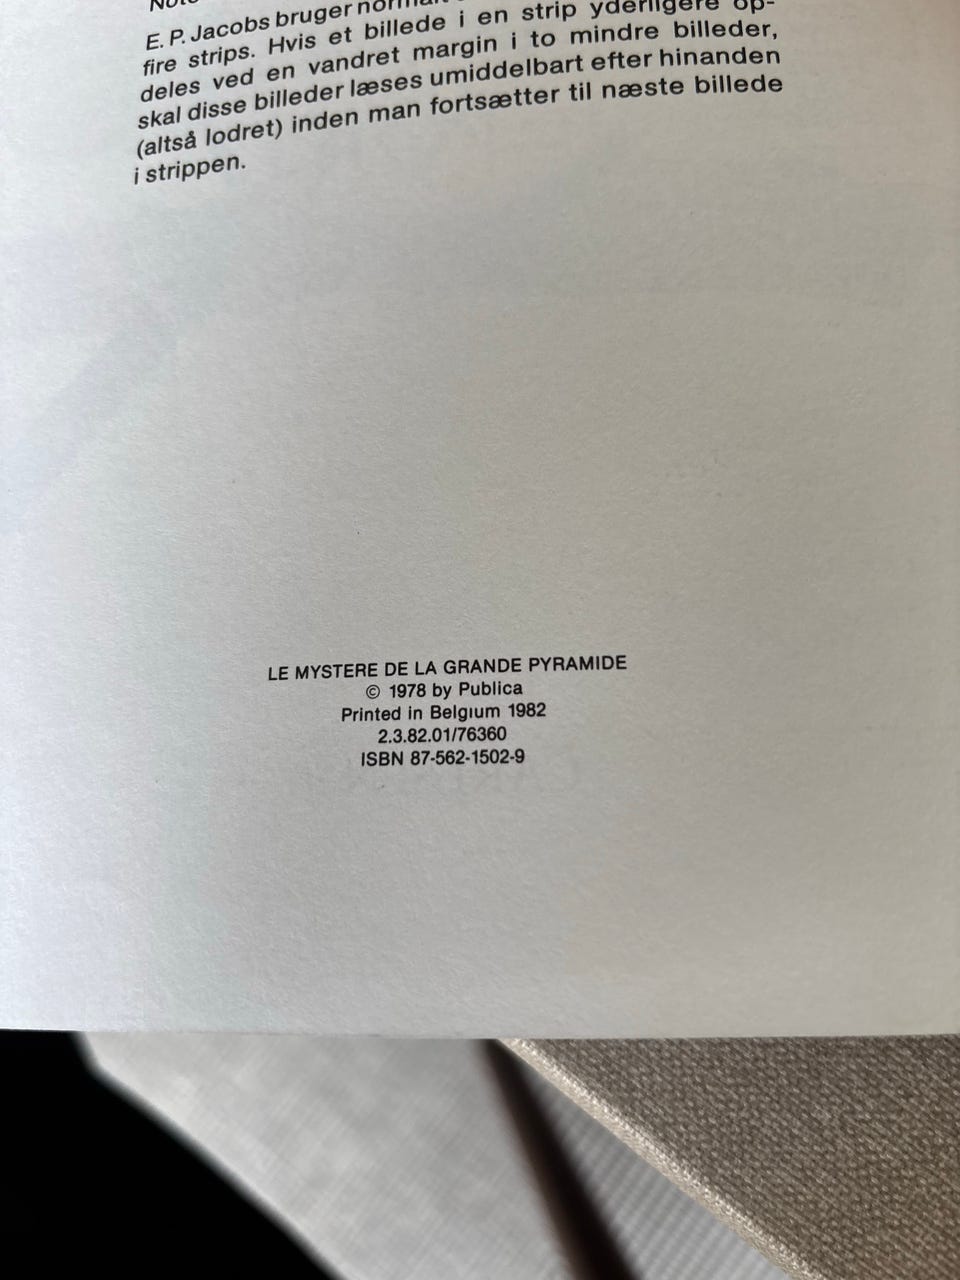 Note
E. P. Jacobs bruger
fire strips. Hvis et billede i en strip yderligere op-
deles ved en vandret margin i to mindre billeder,
skal disse billeder læses umiddelbart efter hinanden
(altså lodret) inden man fortsætter til næste billede
i strippen.
LE MYSTERE DE LA GRANDE PYRAMIDE
© 1978 by Publica
Printed in Belgium 1982
2.3.82.01/76360
ISBN 87-562-1502-9